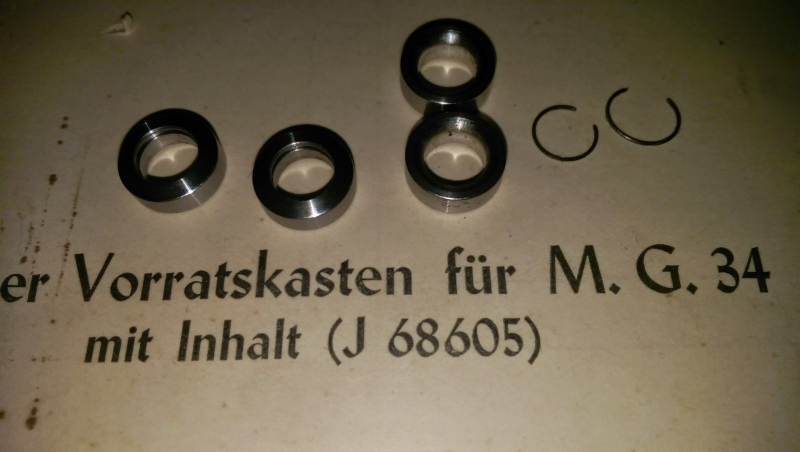 er Vorratskasten für M. G. 34
mit Inhalt (J 68605)